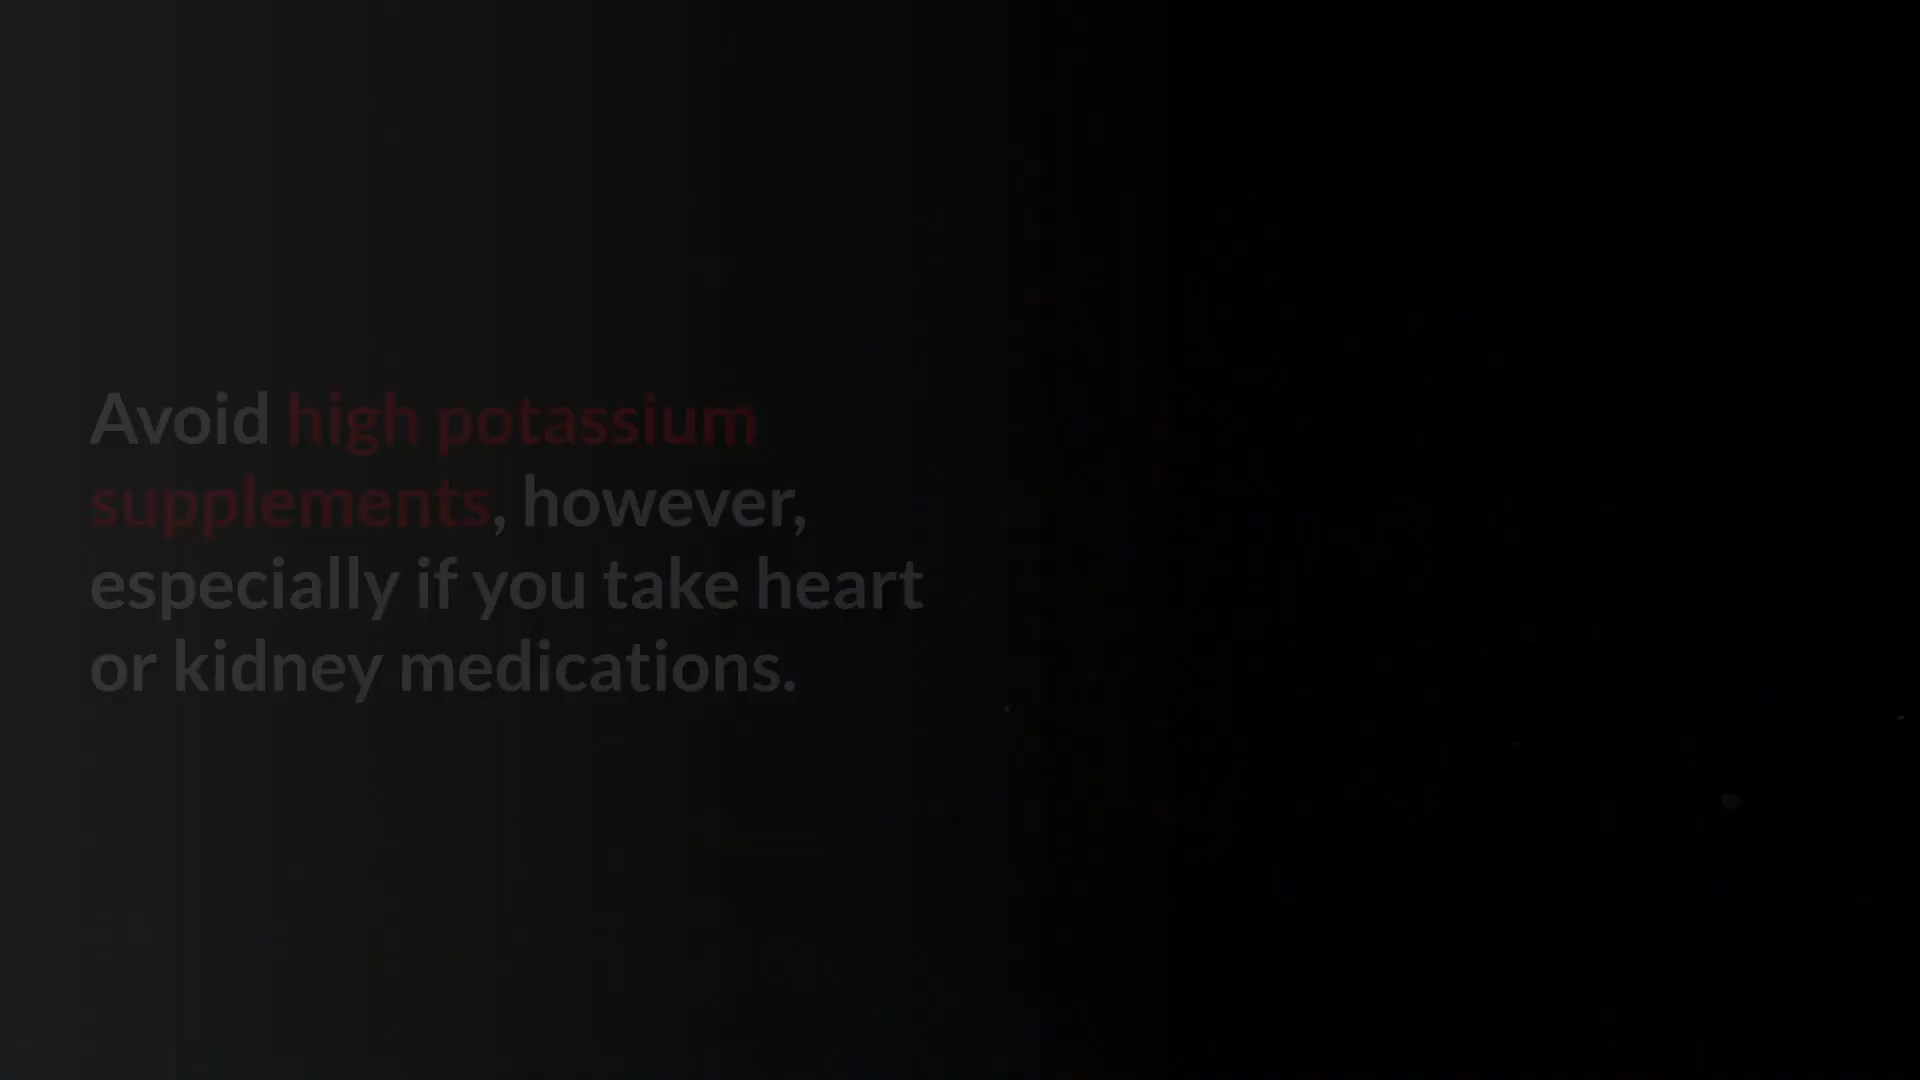 Avoid high potassium
supplements, however,
especially if you take heart
or kidney medications.